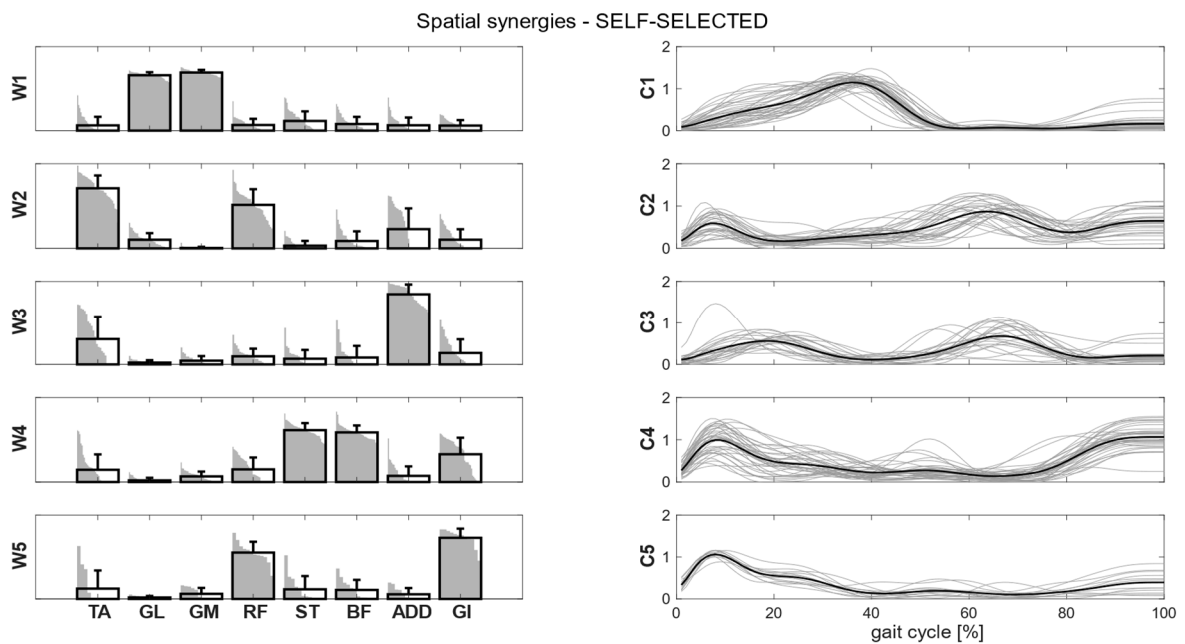 Spatial synergies - SELF-SELECTED
W1
2
1
0
C1
W2
2
1
0
C2
W3
2
1
0
C3
W4
2
1
0
C4
W5
2
1
0
C5
TA GL GM RF ST BF ADD GI
0 20 40 60 80 100
gait cycle [%]